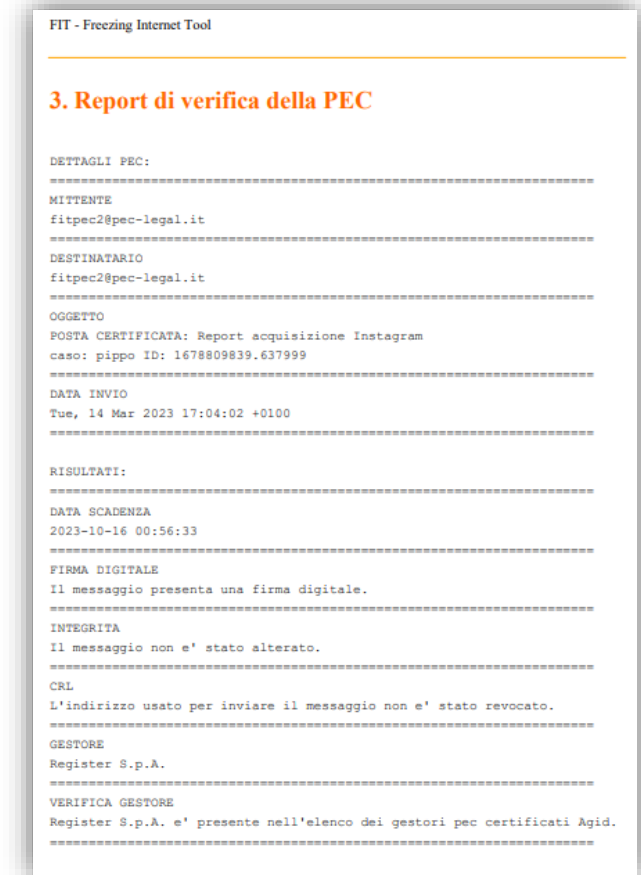 FIT - Freezing Internet Tool
3. Report di verifica della PEC
DETTAGLI PEC:
======================================================================
MITTENTE
fitpec2@pec-legal.it
======================================================================
DESTINATARIO
fitpec2@pec-legal.it
======================================================================
OGGETTO
POSTA CERTIFICATA: Report acquisizione Instagram
caso: pippo ID: 1678809839.637999
======================================================================
DATA INVIO
Tue, 14 Mar 2023 17:04:02 +0100
======================================================================
RISULTATI:
======================================================================
DATA SCADENZA
2023-10-16 00:56:33
======================================================================
FIRMA DIGITALE
Il messaggio presenta una firma digitale.
======================================================================
INTEGRITA
Il messaggio non e' stato alterato.
======================================================================
CRL
L'indirizzo usato per inviare il messaggio non e' stato revocato.
======================================================================
GESTORE
Register S.p.A.
======================================================================
VERIFICA GESTORE
Register S.p.A. e' presente nell'elenco dei gestori pec certificati Agid.
======================================================================